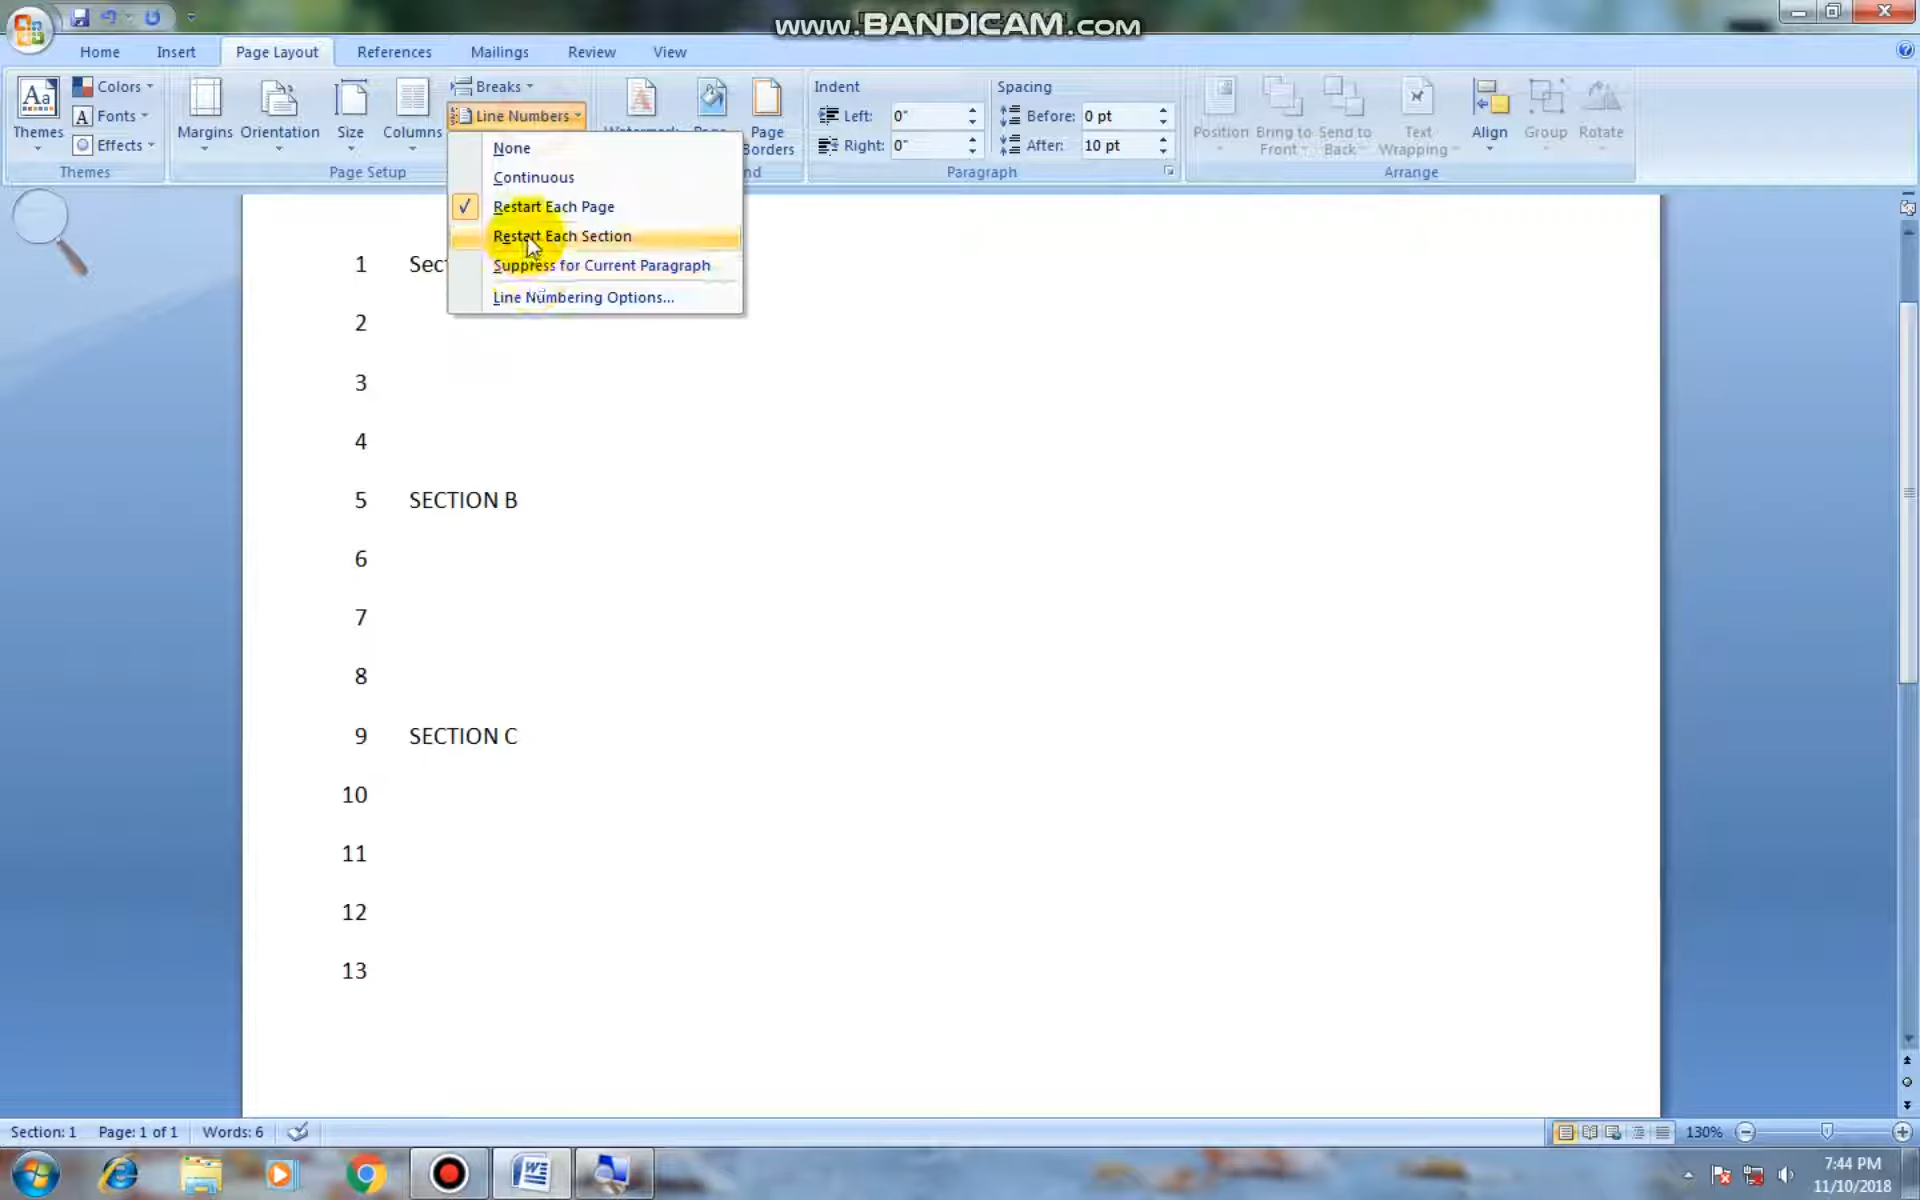 www.BANDICAM.com
Home Insert Page Layout References Mailings Review View
Colors Breaks Indent Spacing
Aa Fonts Line Numbers Left: 0" Before: 0 pt
Themes Margins Orientation Size Columns Page Position Bring to Send to Text Align Group Rotate
Effects Borders Right: 0" After: 10 pt Front Back Wrapping
Themes Page Setup Paragraph Arrange
None
Continuous
Restart Each Page
Restart Each Section
Suppress for Current Paragraph
Line Numbering Options...
1 Sec
2
3
4
5 SECTION B
6
7
8
9 SECTION C
10
11
12
13
Section: 1 Page: 1 of 1 Words: 6 130%
7:44 PM
11/10/2018